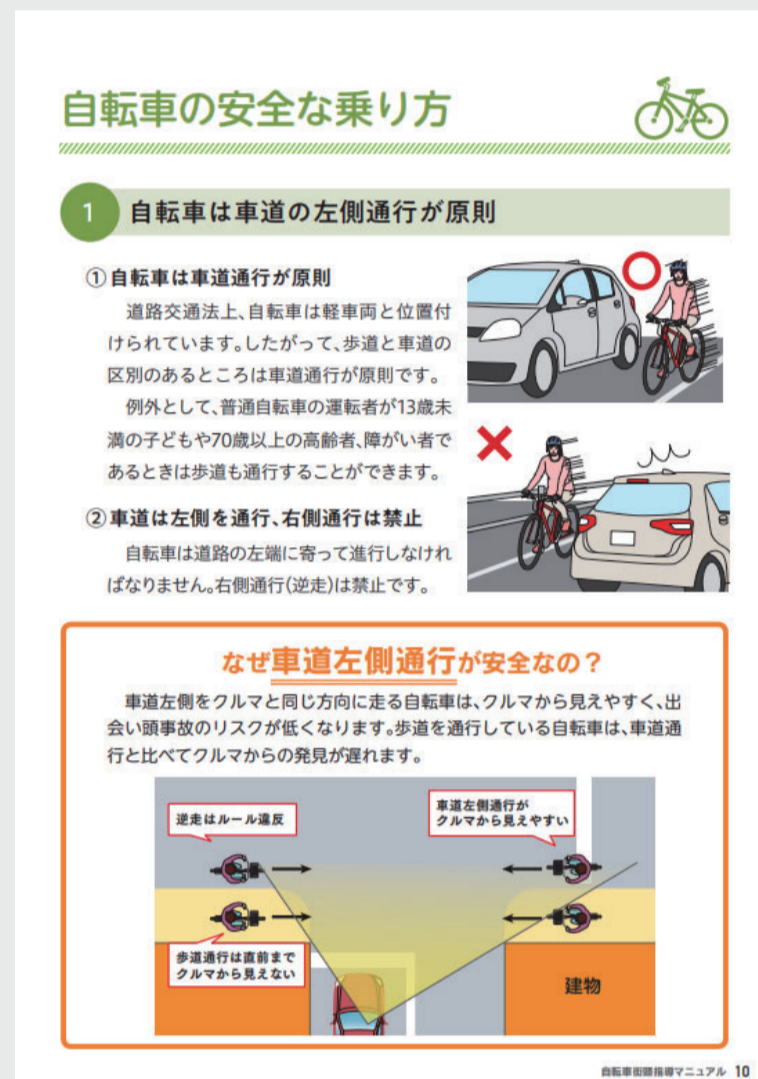 自転車の安全な乗り方
1 自転車は車道の左側通行が原則
①自転車は車道通行が原則
道路交通法上、自転車は軽車両と位置付
けられています。したがって、歩道と車道の
区別のあるところは車道通行が原則です。
例外として、普通自転車の運転者が13歳未
満の子どもや70歳以上の高齢者、障がい者で
あるときは歩道も通行することができます。
②車道は左側を通行、右側通行は禁止
自転車は道路の左端に寄って進行しなけれ
ばなりません。右側通行(逆走)は禁止です。
なぜ車道左側通行が安全なの？
車道左側をクルマと同じ方向に走る自転車は、クルマから見えやすく、出
会い頭事故のリスクが低くなります。歩道を通行している自転車は、車道通
行と比べてクルマからの発見が遅れます。
逆走はルール違反
車道左側通行が
クルマから見えやすい
歩道通行は直前まで
クルマから見えない
建物
自転車街頭指導マニュアル 10